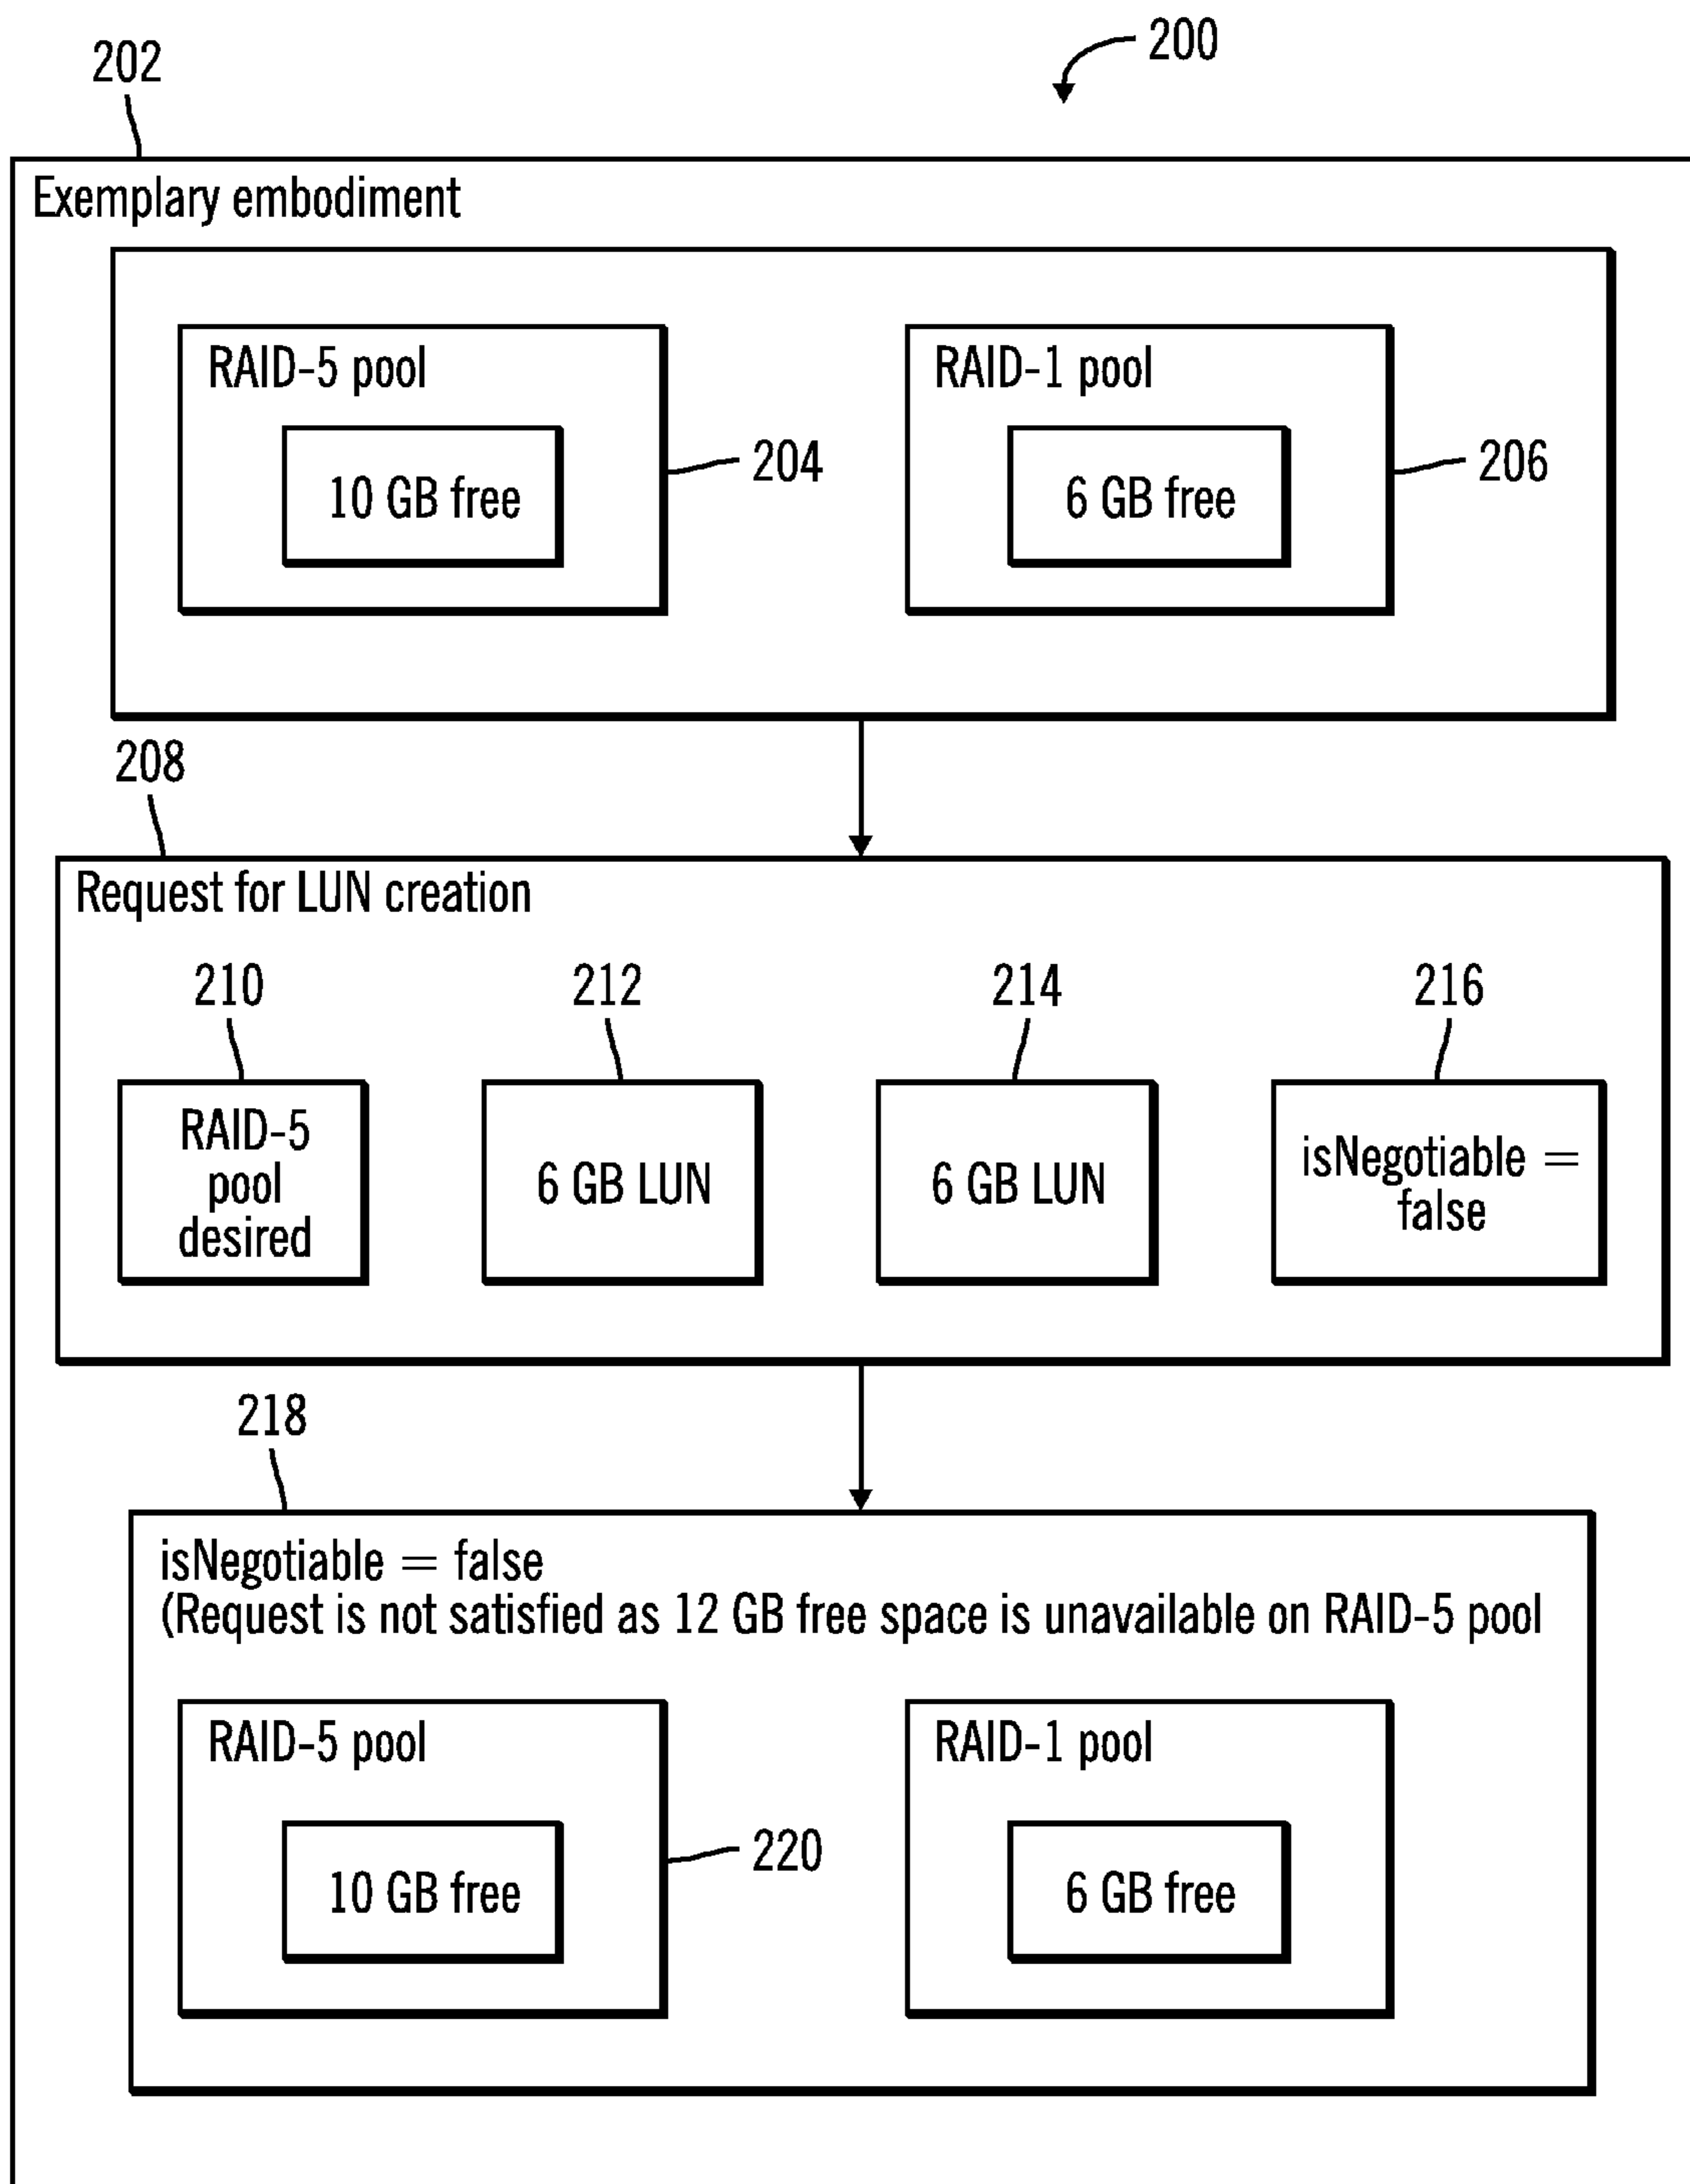 200
202
Exemplary embodiment
RAID-5 pool
RAID-1 pool
10 GB free
204
6 GB free
206
208
Request for LUN creation
210
212
214
216
RAID-5
pool
desired
6 GB LUN
6 GB LUN
isNegotiable =
false
218
isNegotiable = false
(Request is not satisfied as 12 GB free space is unavailable on RAID-5 pool
RAID-5 pool
RAID-1 pool
10 GB free
220
6 GB free